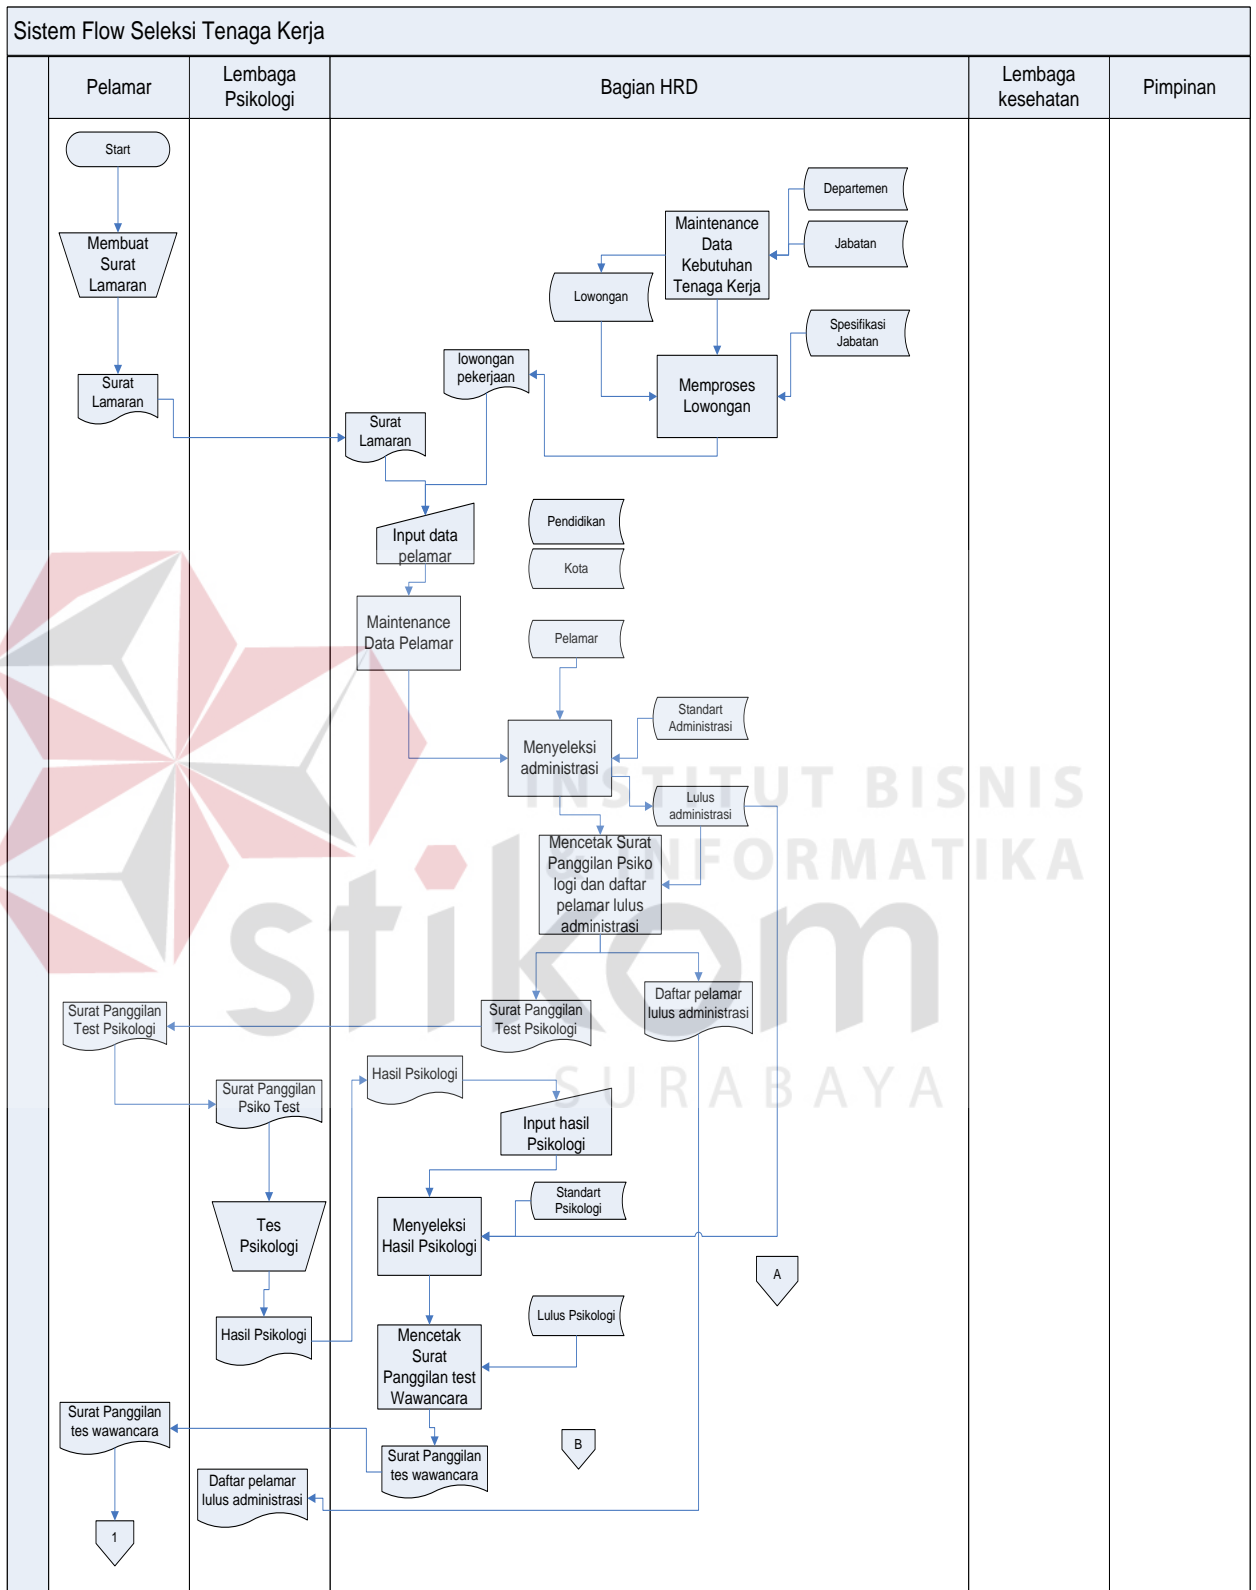 Sistem Flow Seleksi Tenaga Kerja
Pelamar
Lembaga
Psikologi
Bagian HRD
Lembaga
kesehatan
Pimpinan
Start
Departemen
Membuat
Surat
Lamaran
Maintenance
Data
Kebutuhan
Tenaga Kerja
Jabatan
Lowongan
Spesifikasi
Jabatan
lowongan
pekerjaan
Memproses
Lowongan
Surat
Lamaran
Surat
Lamaran
Input data
pelamar
Pendidikan
Kota
Maintenance
Data Pelamar
Pelamar
Standart
Administrasi
Menyeleksi
administrasi
Lulus
administrasi
INSTITUT BISNIS
& INFORMATIKA
stikom
SURABAYA
Mencetak Surat
Panggilan Psiko
logi dan daftar
pelamar lulus
administrasi
Surat Panggilan
Test Psikologi
Surat Panggilan
Test Psikologi
Daftar pelamar
lulus administrasi
Surat Panggilan
Psiko Test
Hasil Psikologi
Input hasil
Psikologi
Standart
Psikologi
Tes
Psikologi
Menyeleksi
Hasil Psikologi
A
Hasil Psikologi
Lulus Psikologi
Mencetak
Surat
Panggilan test
Wawancara
Surat Panggilan
tes wawancara
B
Surat Panggilan
tes wawancara
Daftar pelamar
lulus administrasi
1